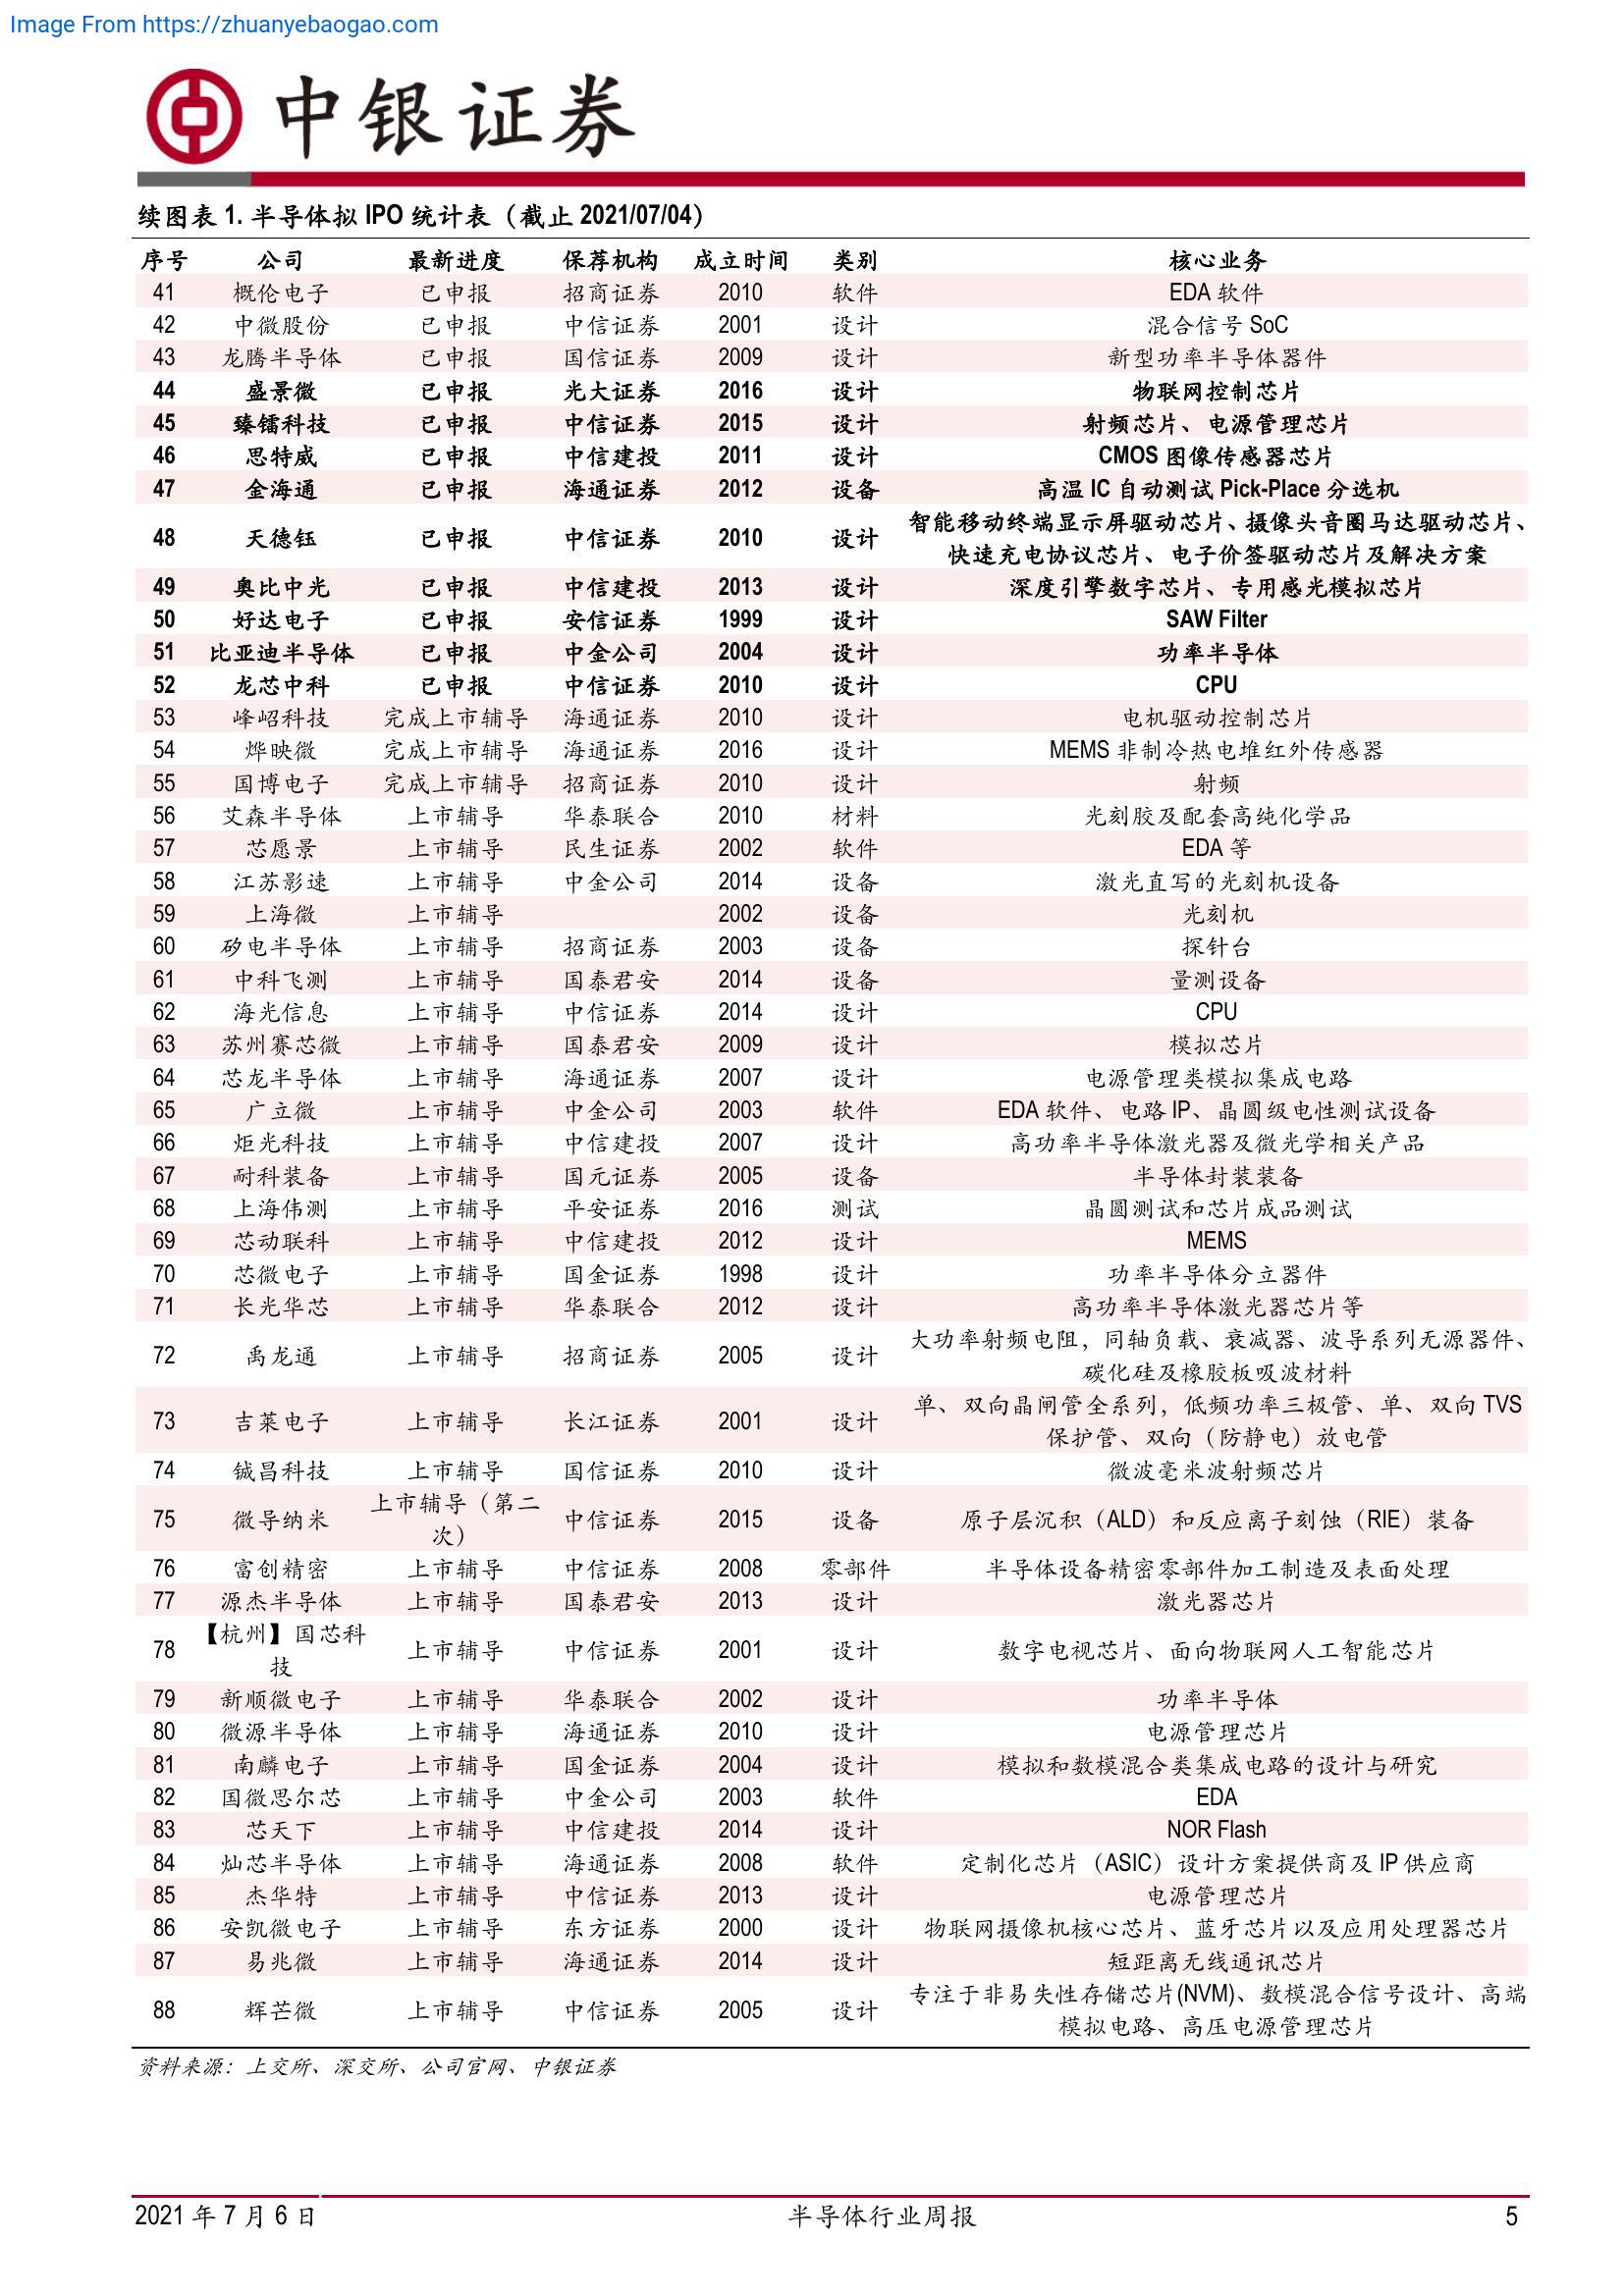 Image From https://zhuanyebaogao.com
中银证券
续图表 1. 半导体拟 IPO 统计表（截止 2021/07/04）
序号 公司 最新进度 保荐机构 成立时间 类别 核心业务
41 概伦电子 已申报 招商证券 2010 软件 EDA 软件
42 中微股份 已申报 中信证券 2001 设计 混合信号 SoC
43 龙腾半导体 已申报 国信证券 2009 设计 新型功率半导体器件
44 盛景微 已申报 光大证券 2016 设计 物联网控制芯片
45 臻镭科技 已申报 中信证券 2015 设计 射频芯片、电源管理芯片
46 思特威 已申报 中信建投 2011 设计 CMOS 图像传感器芯片
47 金海通 已申报 海通证券 2012 设备 高温 IC 自动测试 Pick-Place 分选机
48 天德钰 已申报 中信证券 2010 设计 智能移动终端显示屏驱动芯片、摄像头音圈马达驱动芯片、
快速充电协议芯片、电子价签驱动芯片及解决方案
49 奥比中光 已申报 中信建投 2013 设计 深度引擎数字芯片、专用感光模拟芯片
50 好达电子 已申报 安信证券 1999 设计 SAW Filter
51 比亚迪半导体 已申报 中金公司 2004 设计 功率半导体
52 龙芯中科 已申报 中信证券 2010 设计 CPU
53 峰岹科技 完成上市辅导 海通证券 2010 设计 电机驱动控制芯片
54 烨映微 完成上市辅导 海通证券 2016 设计 MEMS 非制冷热电堆红外传感器
55 国博电子 完成上市辅导 招商证券 2010 设计 射频
56 艾森半导体 上市辅导 华泰联合 2010 材料 光刻胶及配套高纯化学品
57 芯愿景 上市辅导 民生证券 2002 软件 EDA 等
58 江苏影速 上市辅导 中金公司 2014 设备 激光直写的光刻机设备
59 上海微 上市辅导 2002 设备 光刻机
60 矽电半导体 上市辅导 招商证券 2003 设备 探针台
61 中科飞测 上市辅导 国泰君安 2014 设备 量测设备
62 海光信息 上市辅导 中信证券 2014 设计 CPU
63 苏州赛芯微 上市辅导 国泰君安 2009 设计 模拟芯片
64 芯龙半导体 上市辅导 海通证券 2007 设计 电源管理类模拟集成电路
65 广立微 上市辅导 中金公司 2003 软件 EDA 软件、电路 IP、晶圆级电性测试设备
66 炬光科技 上市辅导 中信建投 2007 设计 高功率半导体激光器及微光学相关产品
67 耐科装备 上市辅导 国元证券 2005 设备 半导体封装装备
68 上海伟测 上市辅导 平安证券 2016 测试 晶圆测试和芯片成品测试
69 芯动联科 上市辅导 中信建投 2012 设计 MEMS
70 芯微电子 上市辅导 国金证券 1998 设计 功率半导体分立器件
71 长光华芯 上市辅导 华泰联合 2012 设计 高功率半导体激光器芯片等
72 禹龙通 上市辅导 招商证券 2005 设计 大功率射频电阻，同轴负载、衰减器、波导系列无源器件、
碳化硅及橡胶板吸波材料
73 吉莱电子 上市辅导 长江证券 2001 设计 单、双向晶闸管全系列，低频功率三极管、单、双向 TVS
保护管、双向（防静电）放电管
74 铖昌科技 上市辅导 国信证券 2010 设计 微波毫米波射频芯片
75 微导纳米 上市辅导（第二
次） 中信证券 2015 设备 原子层沉积（ALD）和反应离子刻蚀（RIE）装备
76 富创精密 上市辅导 中信证券 2008 零部件 半导体设备精密零部件加工制造及表面处理
77 源杰半导体 上市辅导 国泰君安 2013 设计 激光器芯片
78 【杭州】国芯科
技 上市辅导 中信证券 2001 设计 数字电视芯片、面向物联网人工智能芯片
79 新顺微电子 上市辅导 华泰联合 2002 设计 功率半导体
80 微源半导体 上市辅导 海通证券 2010 设计 电源管理芯片
81 南麟电子 上市辅导 国金证券 2004 设计 模拟和数模混合类集成电路的设计与研究
82 国微思尔芯 上市辅导 中金公司 2003 软件 EDA
83 芯天下 上市辅导 中信建投 2014 设计 NOR Flash
84 灿芯半导体 上市辅导 海通证券 2008 软件 定制化芯片（ASIC）设计方案提供商及 IP 供应商
85 杰华特 上市辅导 中信证券 2013 设计 电源管理芯片
86 安凯微电子 上市辅导 东方证券 2000 设计 物联网摄像机核心芯片、蓝牙芯片以及应用处理器芯片
87 易兆微 上市辅导 海通证券 2014 设计 短距离无线通讯芯片
88 辉芒微 上市辅导 中信证券 2005 设计 专注于非易失性存储芯片(NVM)、数模混合信号设计、高端
模拟电路、高压电源管理芯片
资料来源：上交所、深交所、公司官网、中银证券
2021 年 7 月 6 日 半导体行业周报 5